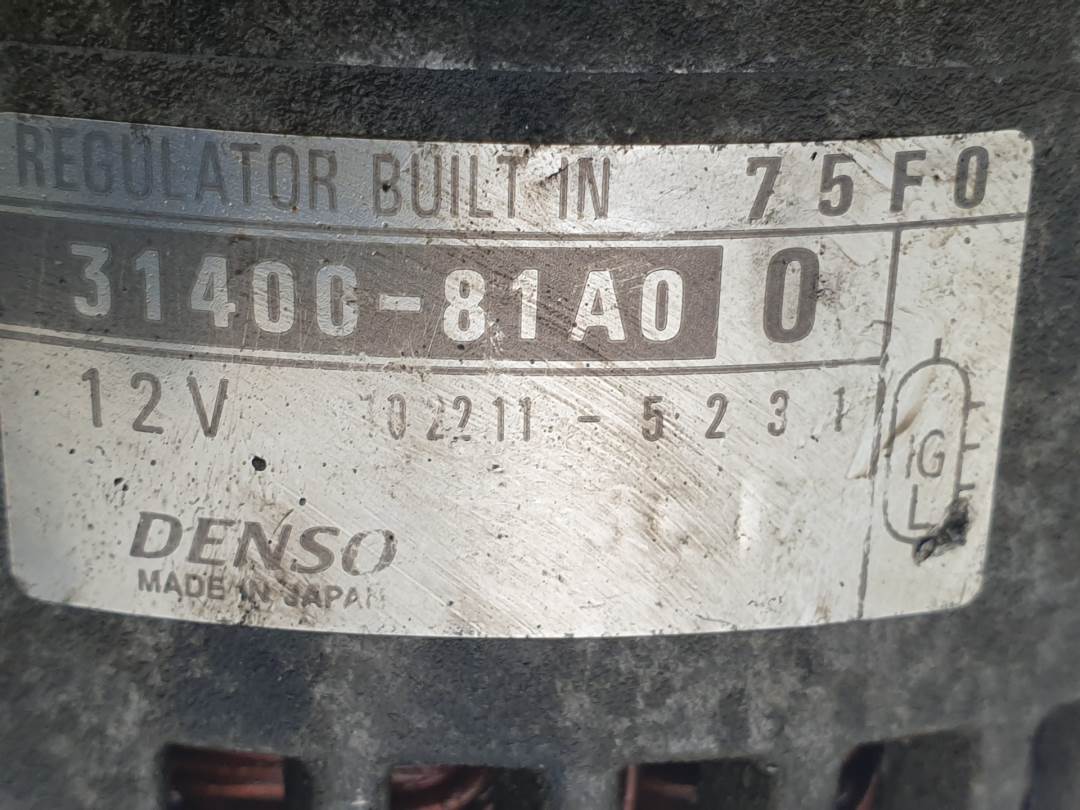 REGULATOR BUILT IN 75F0
31400-81A0 0
12V 102211-5231
IG
L
DENSO
MADE IN JAPAN